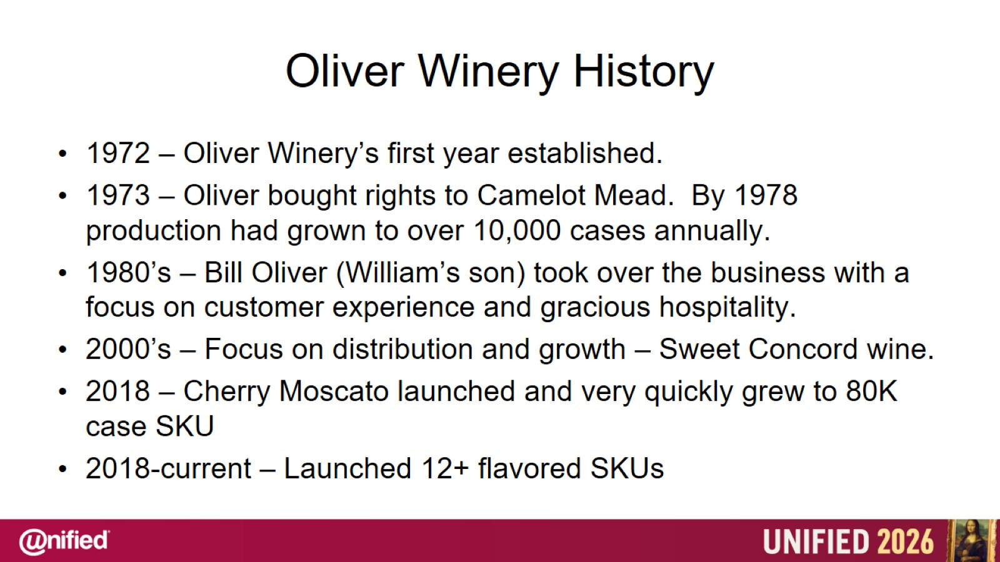 Oliver Winery History
• 1972 – Oliver Winery’s first year established.
• 1973 – Oliver bought rights to Camelot Mead.  By 1978
production had grown to over 10,000 cases annually.
• 1980’s – Bill Oliver (William’s son) took over the business with a
focus on customer experience and gracious hospitality.
• 2000’s – Focus on distribution and growth – Sweet Concord wine.
• 2018 – Cherry Moscato launched and very quickly grew to 80K
case SKU
• 2018-current – Launched 12+ flavored SKUs
unified®
UNIFIED 2026